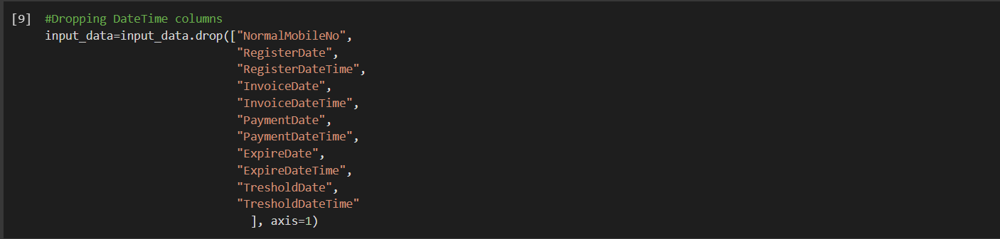 [9] #Dropping DateTime columns
input_data=input_data.drop(["NormalMobileNo",
"RegisterDate",
"RegisterDateTime",
"InvoiceDate",
"InvoiceDateTime",
"PaymentDate",
"PaymentDateTime",
"ExpireDate",
"ExpireDateTime",
"TresholdDate",
"TresholdDateTime"
], axis=1)